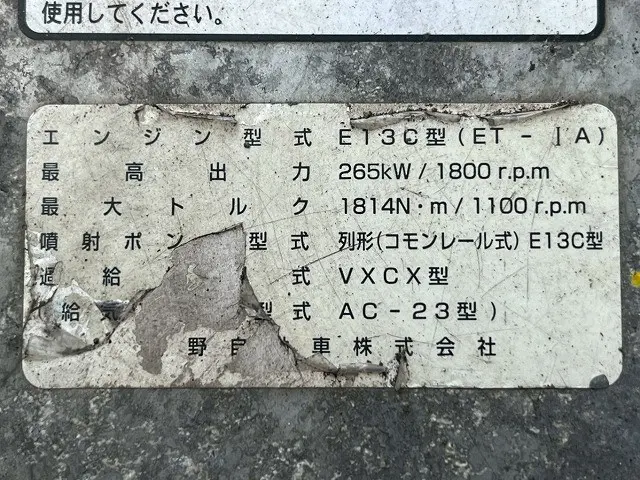 使用してください。
エンジン型式 E13C型(ET-ⅠA)
最高出力 265kW/1800r.p.m
最大トルク 1814N・m/1100r.p.m
噴射ポン 型式 列形(コモンレール式)E13C型
過給 式 VXCX型
(給気 型式 AC-23型)
野自 車株式会社